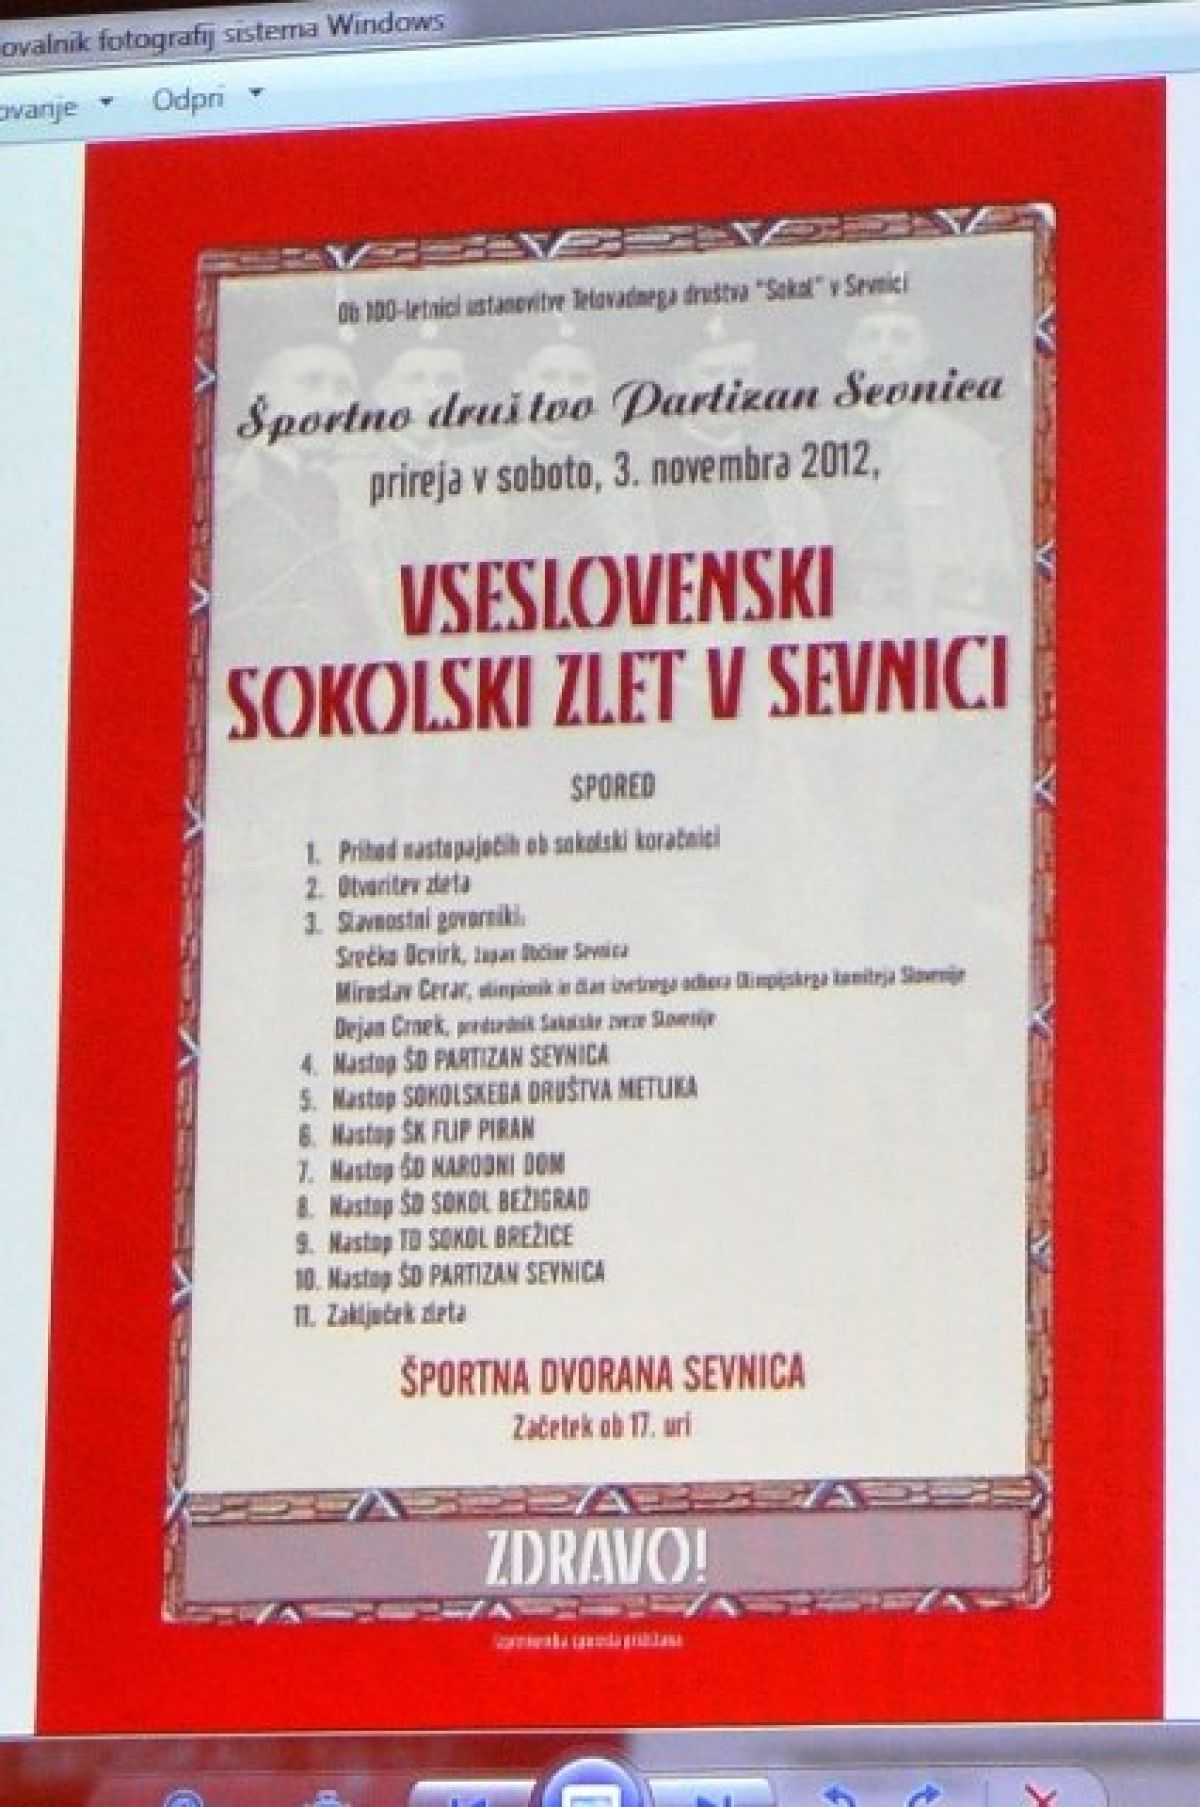 ovalnik fotografij sistema Windows
ovanje Odpri
Ob 100-letnici ustanovitve Telovadnega društva "Sokol" v Sevnici
Športno društvo Partizan Sevnica
prireja v soboto, 3. novembra 2012,
VSESLOVENSKI
SOKOLSKI ZLET V SEVNICI
SPORED
1. Prihod nastopajočih ob sokolski koračnici
2. Otvoritev zleta
3. Slavnostni govorniki:
Srečko Ocvirk, župan Občine Sevnica
Miroslav Cerar, olimpionik in član izvršnega odbora Olimpijskega komiteja Slovenije
Dejan Crnek, predsednik Sokolske zveze Slovenije
4. Nastop ŠD PARTIZAN SEVNICA
5. Nastop SOKOLSKEGA DRUŠTVA METLIKA
6. Nastop ŠK FLIP PIRAN
7. Nastop ŠD NARODNI DOM
8. Nastop ŠD SOKOL BEŽIGRAD
9. Nastop TD SOKOL BREŽICE
10. Nastop ŠD PARTIZAN SEVNICA
11. Zaključek zleta
ŠPORTNA DVORANA SEVNICA
Začetek ob 17. uri
ZDRAVO!